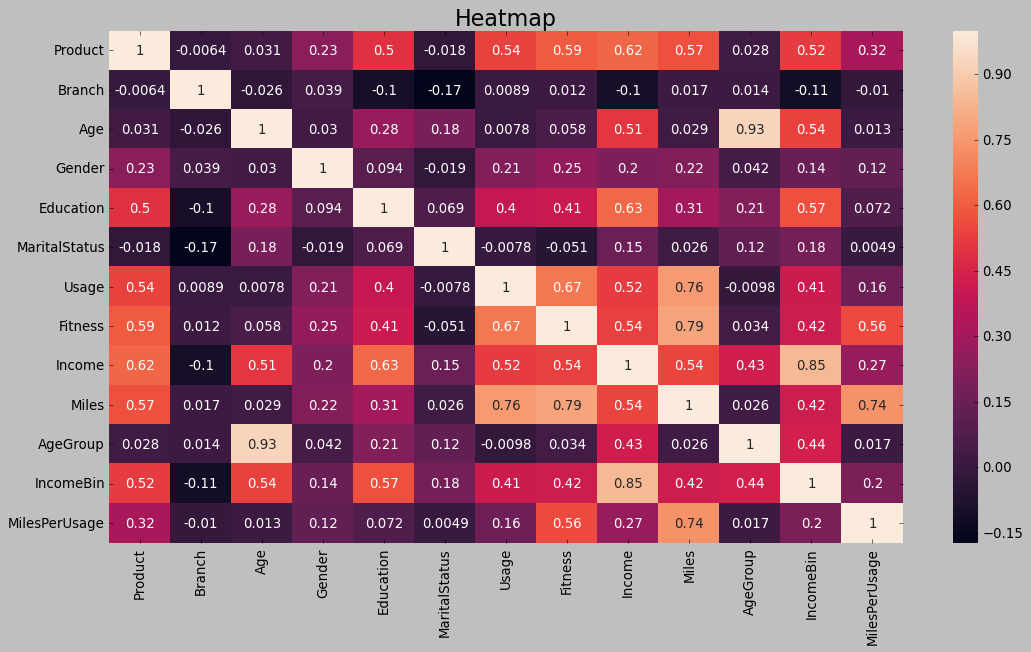 Heatmap
Product 1 -0.0064 0.031 0.23 0.5 -0.018 0.54 0.59 0.62 0.57 0.028 0.52 0.32
Branch -0.0064 1 -0.026 0.039 -0.1 -0.17 0.0089 0.012 -0.1 0.017 0.014 -0.11 -0.01
Age 0.031 -0.026 1 0.03 0.28 0.18 0.0078 0.058 0.51 0.029 0.93 0.54 0.013
Gender 0.23 0.039 0.03 1 0.094 -0.019 0.21 0.25 0.2 0.22 0.042 0.14 0.12
Education 0.5 -0.1 0.28 0.094 1 0.069 0.4 0.41 0.63 0.31 0.21 0.57 0.072
MaritalStatus -0.018 -0.17 0.18 -0.019 0.069 1 -0.0078 -0.051 0.15 0.026 0.12 0.18 0.0049
Usage 0.54 0.0089 0.0078 0.21 0.4 -0.0078 1 0.67 0.52 0.76 -0.0098 0.41 0.16
Fitness 0.59 0.012 0.058 0.25 0.41 -0.051 0.67 1 0.54 0.79 0.034 0.42 0.56
Income 0.62 -0.1 0.51 0.2 0.63 0.15 0.52 0.54 1 0.54 0.43 0.85 0.27
Miles 0.57 0.017 0.029 0.22 0.31 0.026 0.76 0.79 0.54 1 0.026 0.42 0.74
AgeGroup 0.028 0.014 0.93 0.042 0.21 0.12 -0.0098 0.034 0.43 0.026 1 0.44 0.017
IncomeBin 0.52 -0.11 0.54 0.14 0.57 0.18 0.41 0.42 0.85 0.42 0.44 1 0.2
MilesPerUsage 0.32 -0.01 0.013 0.12 0.072 0.0049 0.16 0.56 0.27 0.74 0.017 0.2 1
Product Branch Age Gender Education MaritalStatus Usage Fitness Income Miles AgeGroup IncomeBin MilesPerUsage
0.90
0.75
0.60
0.45
0.30
0.15
0.00
−0.15